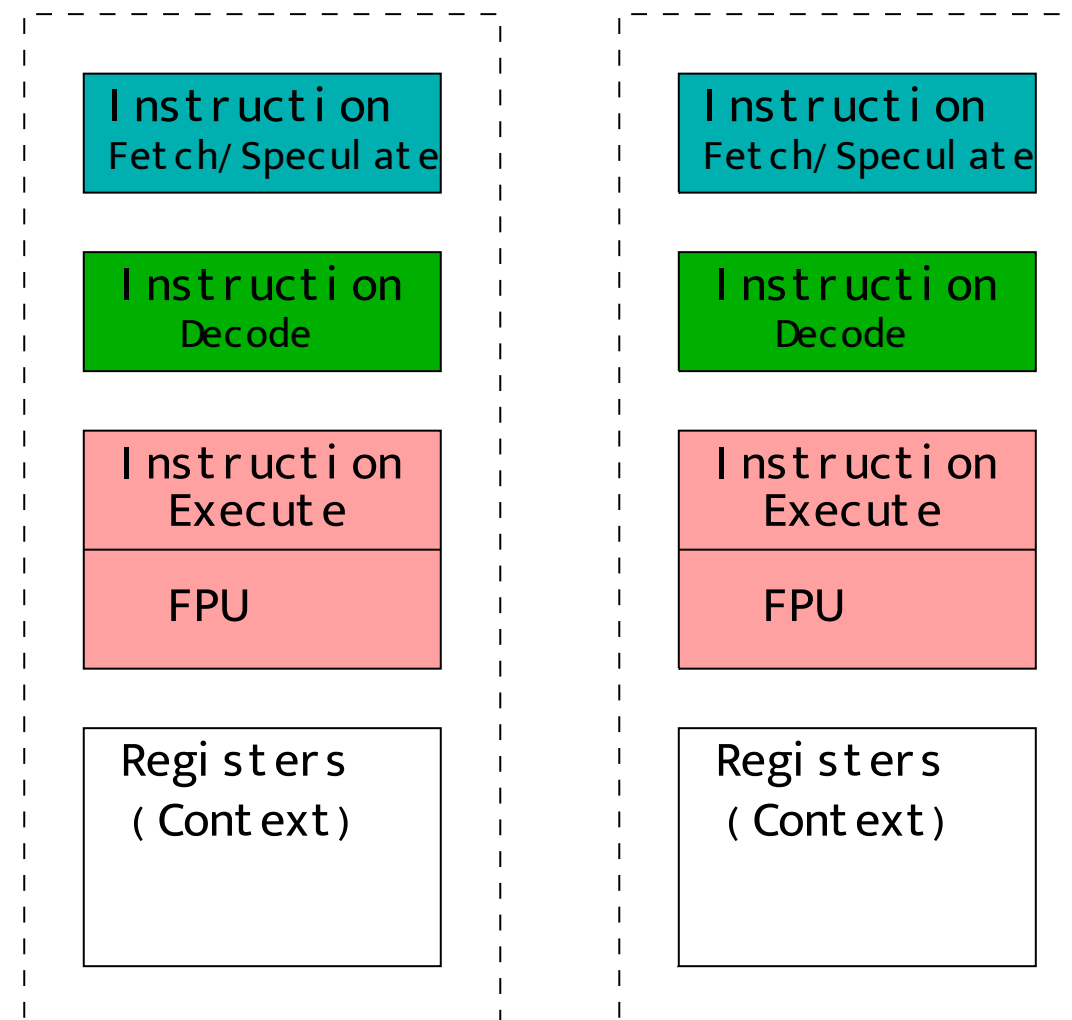 Instruction
Fetch/Speculate
Instruction
Decode
Instruction
Execute
FPU
Registers
(Context)
Instruction
Fetch/Speculate
Instruction
Decode
Instruction
Execute
FPU
Registers
(Context)